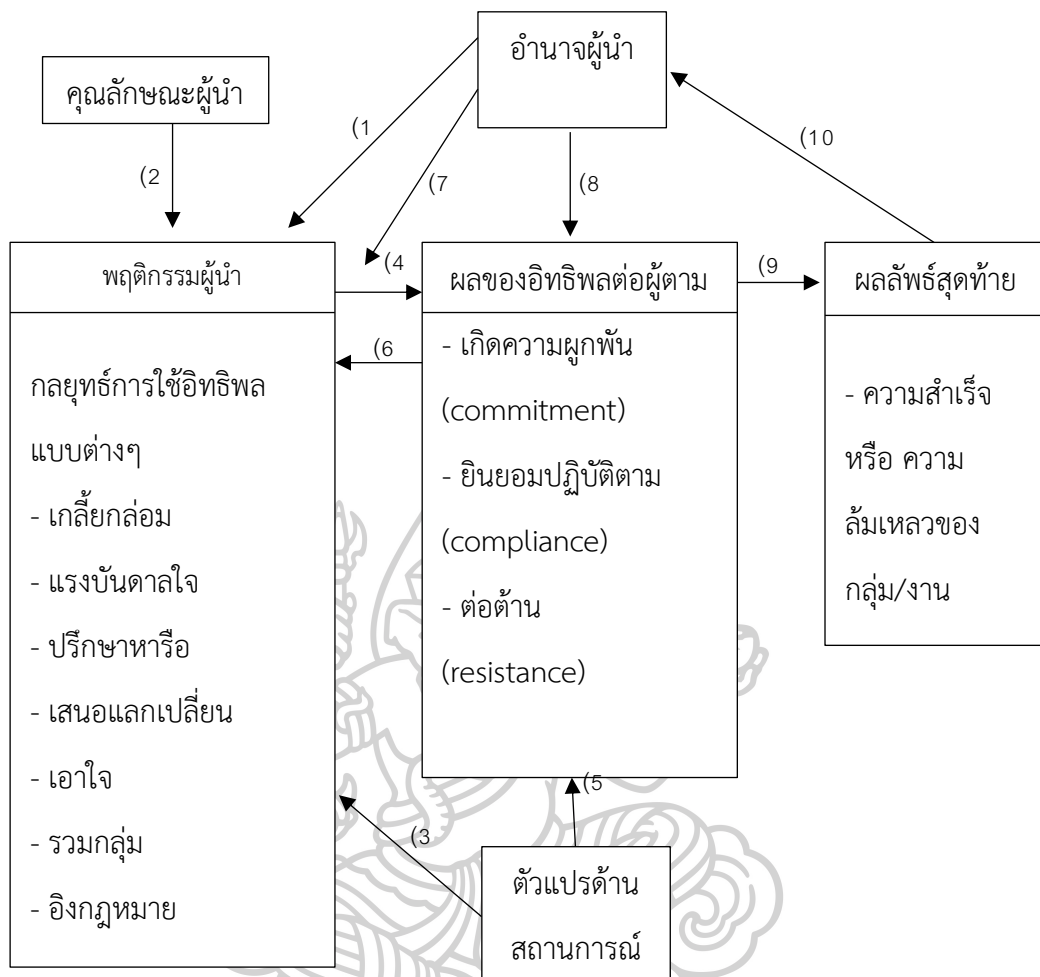 อำนาจผู้นำ
คุณลักษณะผู้นำ
(1
(10
(2
(7
(8
พฤติกรรมผู้นำ
(4
ผลของอิทธิพลต่อผู้ตาม
(9
ผลลัพธ์สุดท้าย
(6
กลยุทธ์การใช้อิทธิพล
แบบต่างๆ
- เกลี้ยกล่อม
- แรงบันดาลใจ
- ปรึกษาหารือ
- เสนอแลกเปลี่ยน
- เอาใจ
- รวมกลุ่ม
- อิงกฎหมาย
- เกิดความผูกพัน
(commitment)
- ยินยอมปฏิบัติตาม
(compliance)
- ต่อต้าน
(resistance)
- ความสำเร็จ
หรือ ความ
ล้มเหลวของ
กลุ่ม/งาน
(5
(3
ตัวแปรด้าน
สถานการณ์